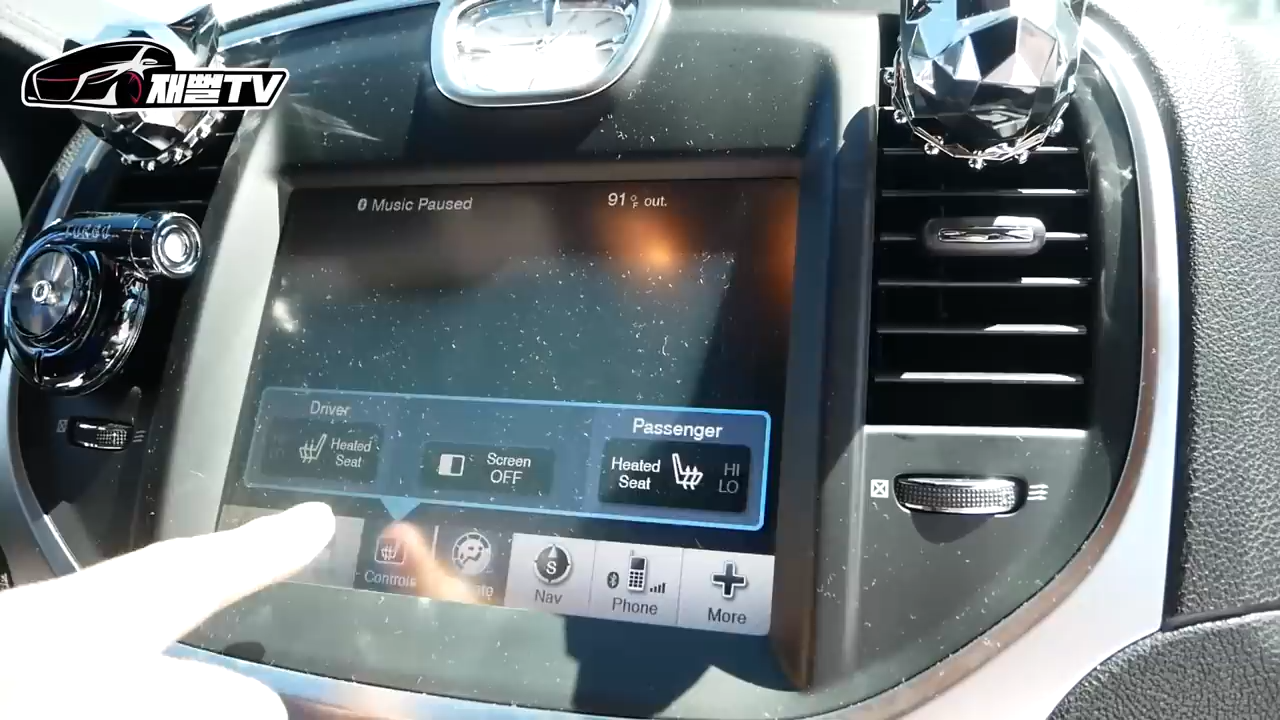 재뻘TV
TURBO
Music Paused
91°F out.
Driver
Heated
Seat
Screen
OFF
Passenger
Heated
Seat
HI
LO
Controls
S
Nav
Phone
More